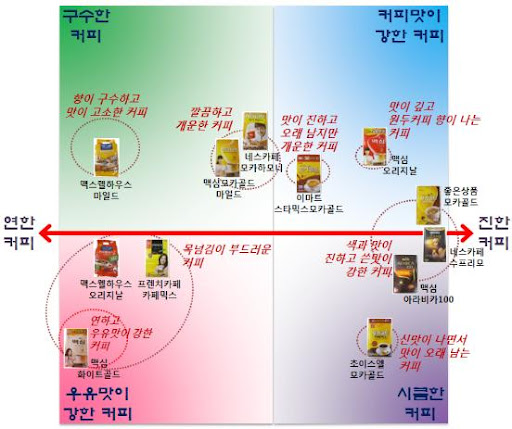 구수한
커피
커피맛이
강한 커피
향이 구수하고
맛이 고소한 커피
맥스웰하우스
마일드
깔끔하고
개운한 커피
네스카페
모카하모니
맥심모카골드
마일드
맛이 진하고
오래 남지만
개운한 커피
이마트
스타믹스모카골드
맛이 깊고
원두커피 향이 나는
커피
맥심
오리지날
좋은상품
모카골드
연한
커피
진한
커피
맥스웰하우스
오리지날
프렌치카페
카페믹스
목넘김이 부드러운
커피
색과 맛이
진하고 쓴맛이
강한 커피
네스카페
수프리모
맥심
아라비카100
연하고
우유맛이 강한
커피
맥심
화이트골드
초이스엘
모카골드
신맛이 나면서
맛이 오래 남는
커피
우유맛이
강한 커피
시큼한
커피